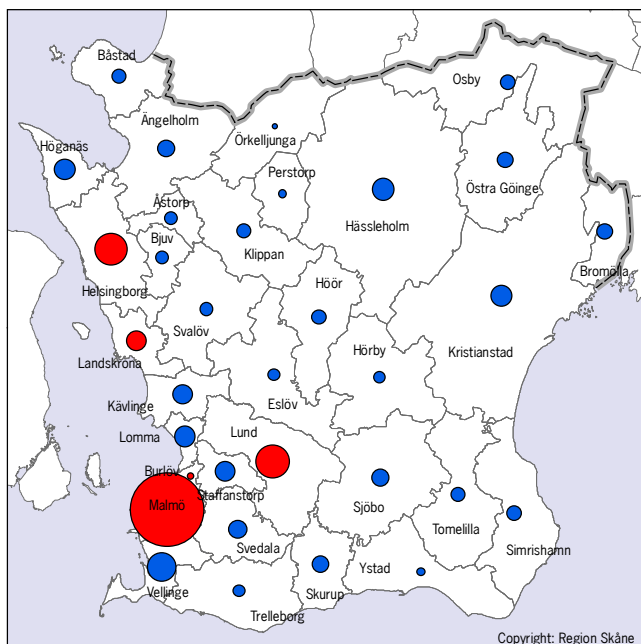 Båstad
Osby
Ängelholm
Örkelljunga
Höganäs
Perstorp
Östra Göinge
Åstorp
Hässleholm
Bjuv
Klippan
Höör
Bromölla
Helsingborg
Svalöv
Kristianstad
Hörby
Landskrona
Kävlinge
Eslöv
Lomma
Lund
Burlöv
Staffanstorp
Malmö
Sjöbo
Tomelilla
Svedala
Simrishamn
Ystad
Vellinge
Skurup
Trelleborg
Copyright: Region Skåne